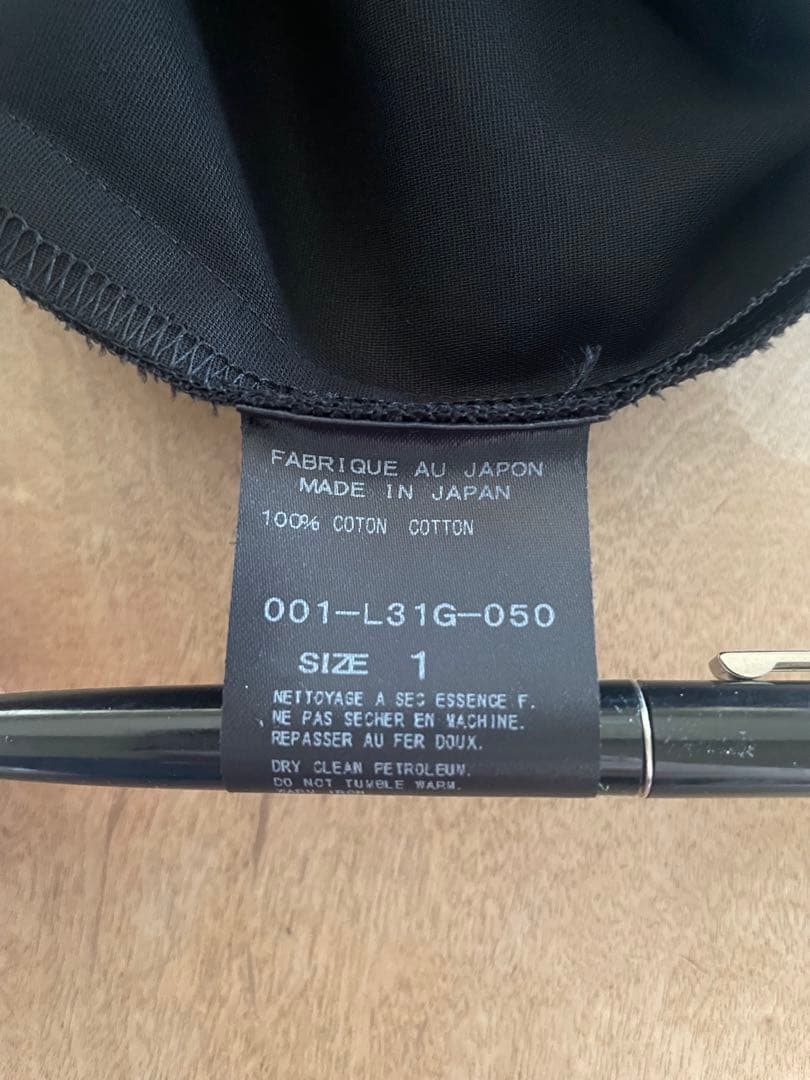 FABRIQUE AU JAPON
MADE IN JAPAN
100% COTON COTTON
001-L31G-050
SIZE 1
NETTOYAGE A SEC ESSENCE F.
NE PAS SECHER EN MACHINE.
REPASSER AU FER DOUX.
DRY CLEAN PETROLEUM.
DO NOT TUMBLE WARM.